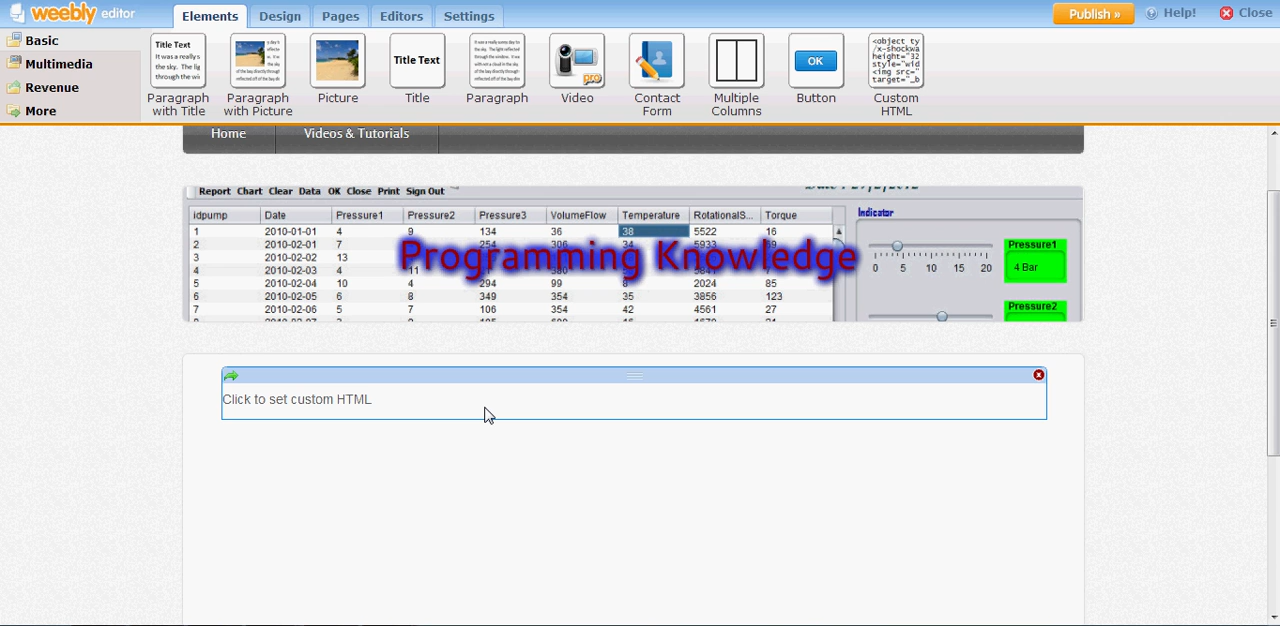 weebly editor Elements Design Pages Editors Settings Publish » Help! Close
Basic
Multimedia
Revenue
More
Paragraph with Title
Paragraph with Picture
Picture
Title Text
Title
Paragraph
pro
Video
Contact Form
Multiple Columns
OK
Button
Custom HTML
Home Videos & Tutorials
Report Chart Clear Data OK Close Print Sign Out
idpump Date Pressure1 Pressure2 Pressure3 VolumeFlow Temperature RotationalS... Torque
1 2010-01-01 4 9 134 36 38 5522 16
2 2010-02-01 7
3 2010-02-02 13
4 2010-02-03
5 2010-02-04 10 4 294 99 2024 85
6 2010-02-05 6 8 349 354 35 3856 123
7 2010-02-06 5 7 106 354 42 4561 27
Programming Knowledge
Indicator
0 5 10 15 20
Pressure1
4 Bar
Pressure2
Click to set custom HTML